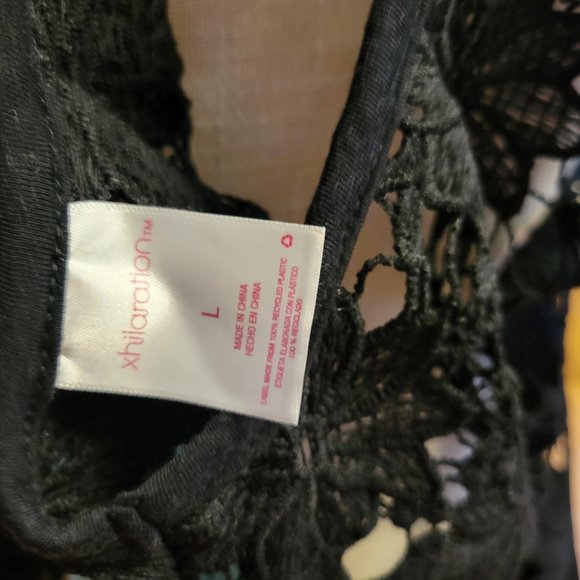 xhilaration™
L
MADE IN CHINA
HECHO EN CHINA
LABEL MADE FROM 100% RECYCLED PLASTIC
ETIQUETA ELABORADA CON PLASTICO
100 % RECICLADO